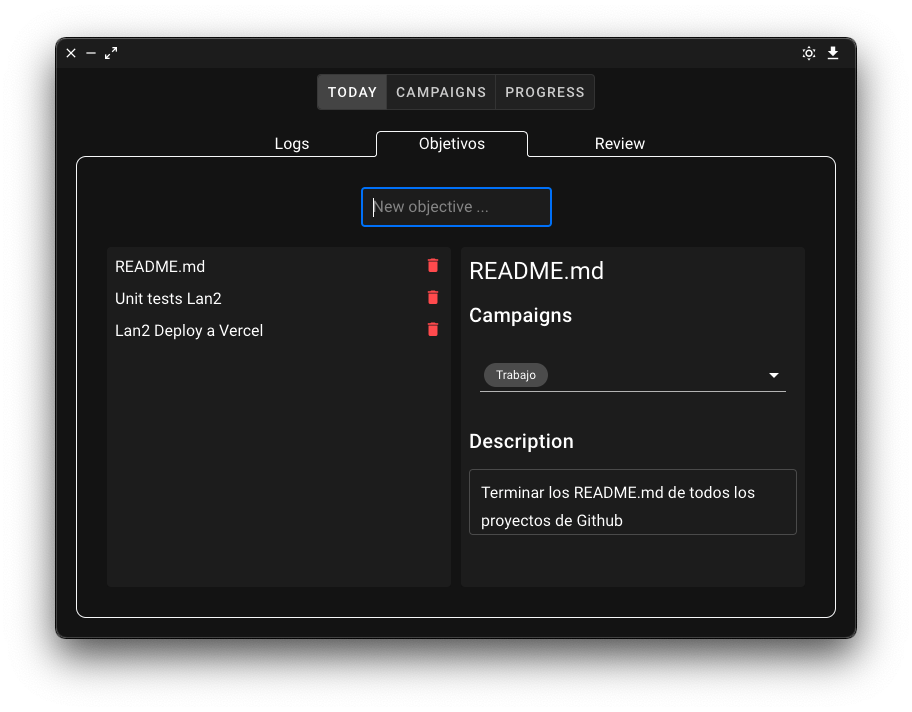 TODAY CAMPAIGNS PROGRESS
Logs Objetivos Review
New objective ...
README.md
Unit tests Lan2
Lan2 Deploy a Vercel
README.md
Campaigns
Trabajo
Description
Terminar los README.md de todos los
proyectos de Github